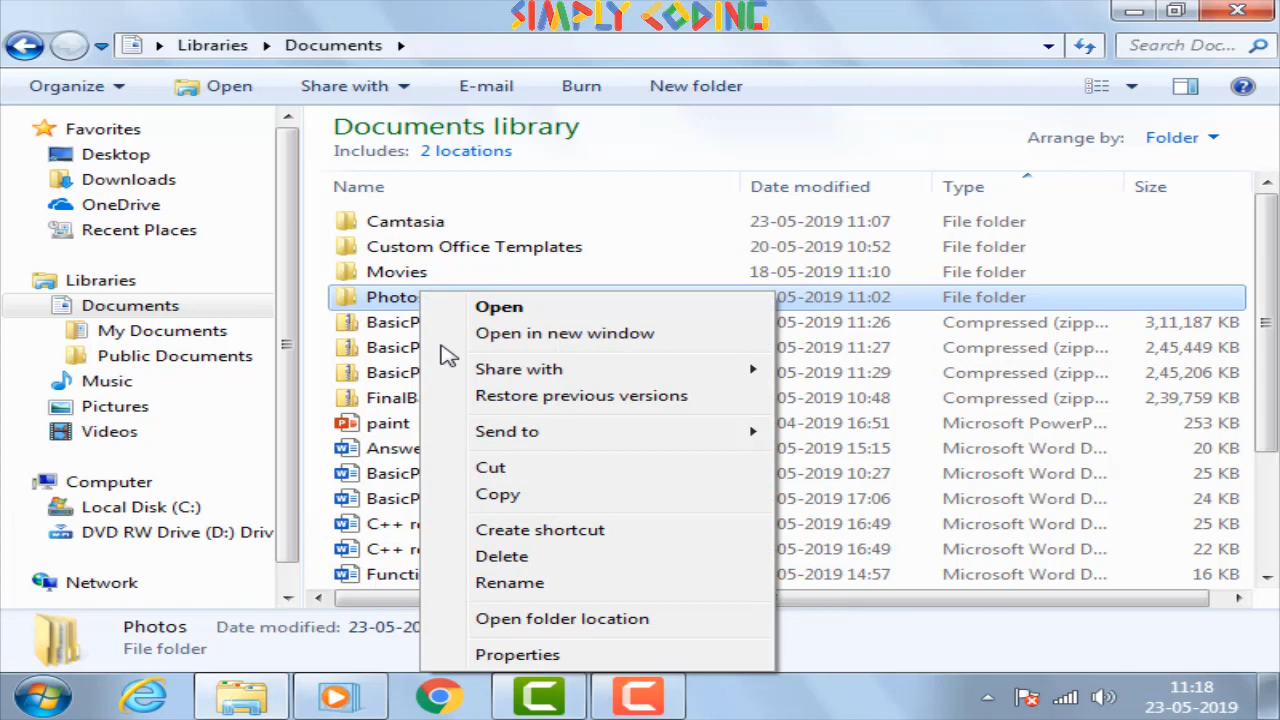 SIMPLY CODING
Libraries Documents
Search Doc...
Organize Open Share with E-mail Burn New folder
Favorites
Desktop
Downloads
OneDrive
Recent Places
Libraries
Documents
My Documents
Public Documents
Music
Pictures
Videos
Computer
Local Disk (C:)
DVD RW Drive (D:) Driv
Network
Documents library
Includes: 2 locations
Arrange by: Folder
Name Date modified Type Size
Camtasia 23-05-2019 11:07 File folder
Custom Office Templates 20-05-2019 10:52 File folder
Movies 18-05-2019 11:10 File folder
Photo 05-2019 11:02 File folder
BasicP 05-2019 11:26 Compressed (zipp... 3,11,187 KB
BasicP 05-2019 11:27 Compressed (zipp... 2,45,449 KB
BasicP 05-2019 11:29 Compressed (zipp... 2,45,206 KB
FinalB 05-2019 10:48 Compressed (zipp... 2,39,759 KB
paint 04-2019 16:51 Microsoft PowerP... 253 KB
Answe 05-2019 15:15 Microsoft Word D... 20 KB
BasicP 05-2019 10:27 Microsoft Word D... 25 KB
BasicP 05-2019 17:06 Microsoft Word D... 24 KB
C++ r 05-2019 16:49 Microsoft Word D... 25 KB
C++ r 05-2019 16:49 Microsoft Word D... 22 KB
Functi 05-2019 14:57 Microsoft Word D... 16 KB
Open
Open in new window
Share with
Restore previous versions
Send to
Cut
Copy
Create shortcut
Delete
Rename
Open folder location
Properties
Photos Date modified: 23-05-20
File folder
11:18
23-05-2019